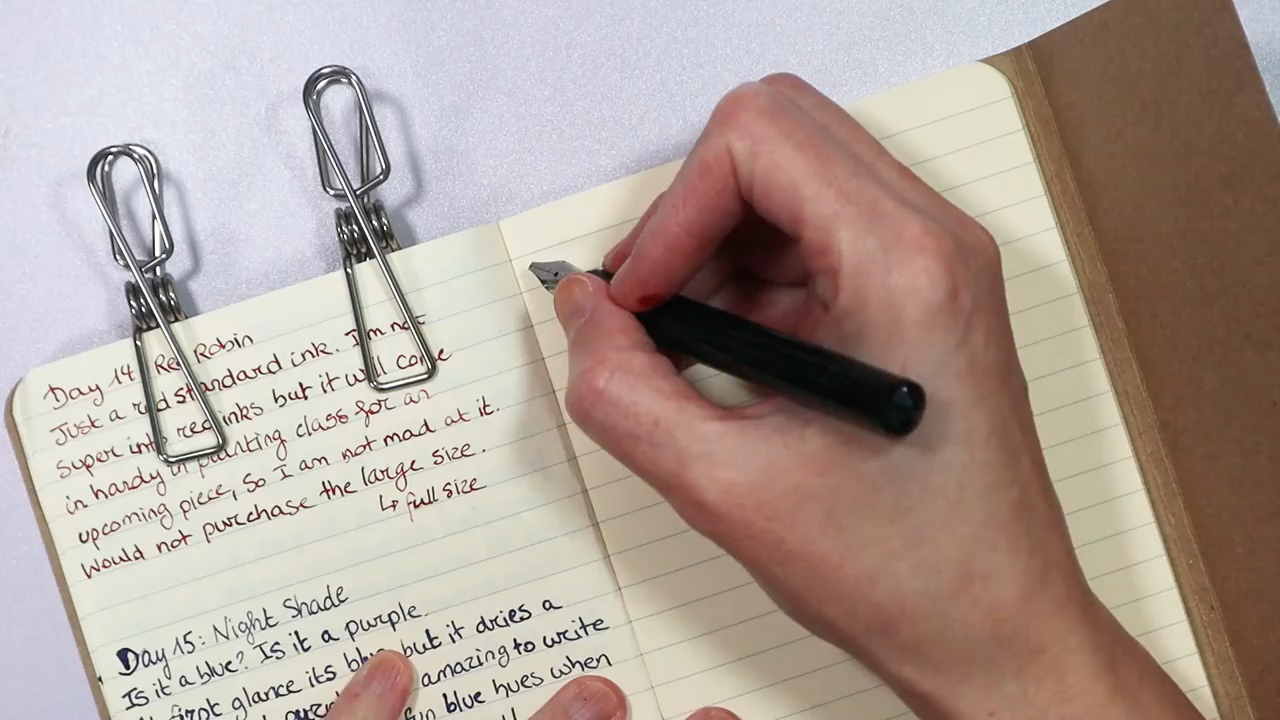 Day 14 Red Robin
Just a red standard ink. I'm not
super into red inks but it will come
in handy in painting class for an
upcoming piece, so I am not mad at it.
Would not purchase the large size.
↳ full size
Day 15: Night Shade
Is it a blue? Is it a purple.
first glance its blue but it dries a
amazing to write
blue hues when